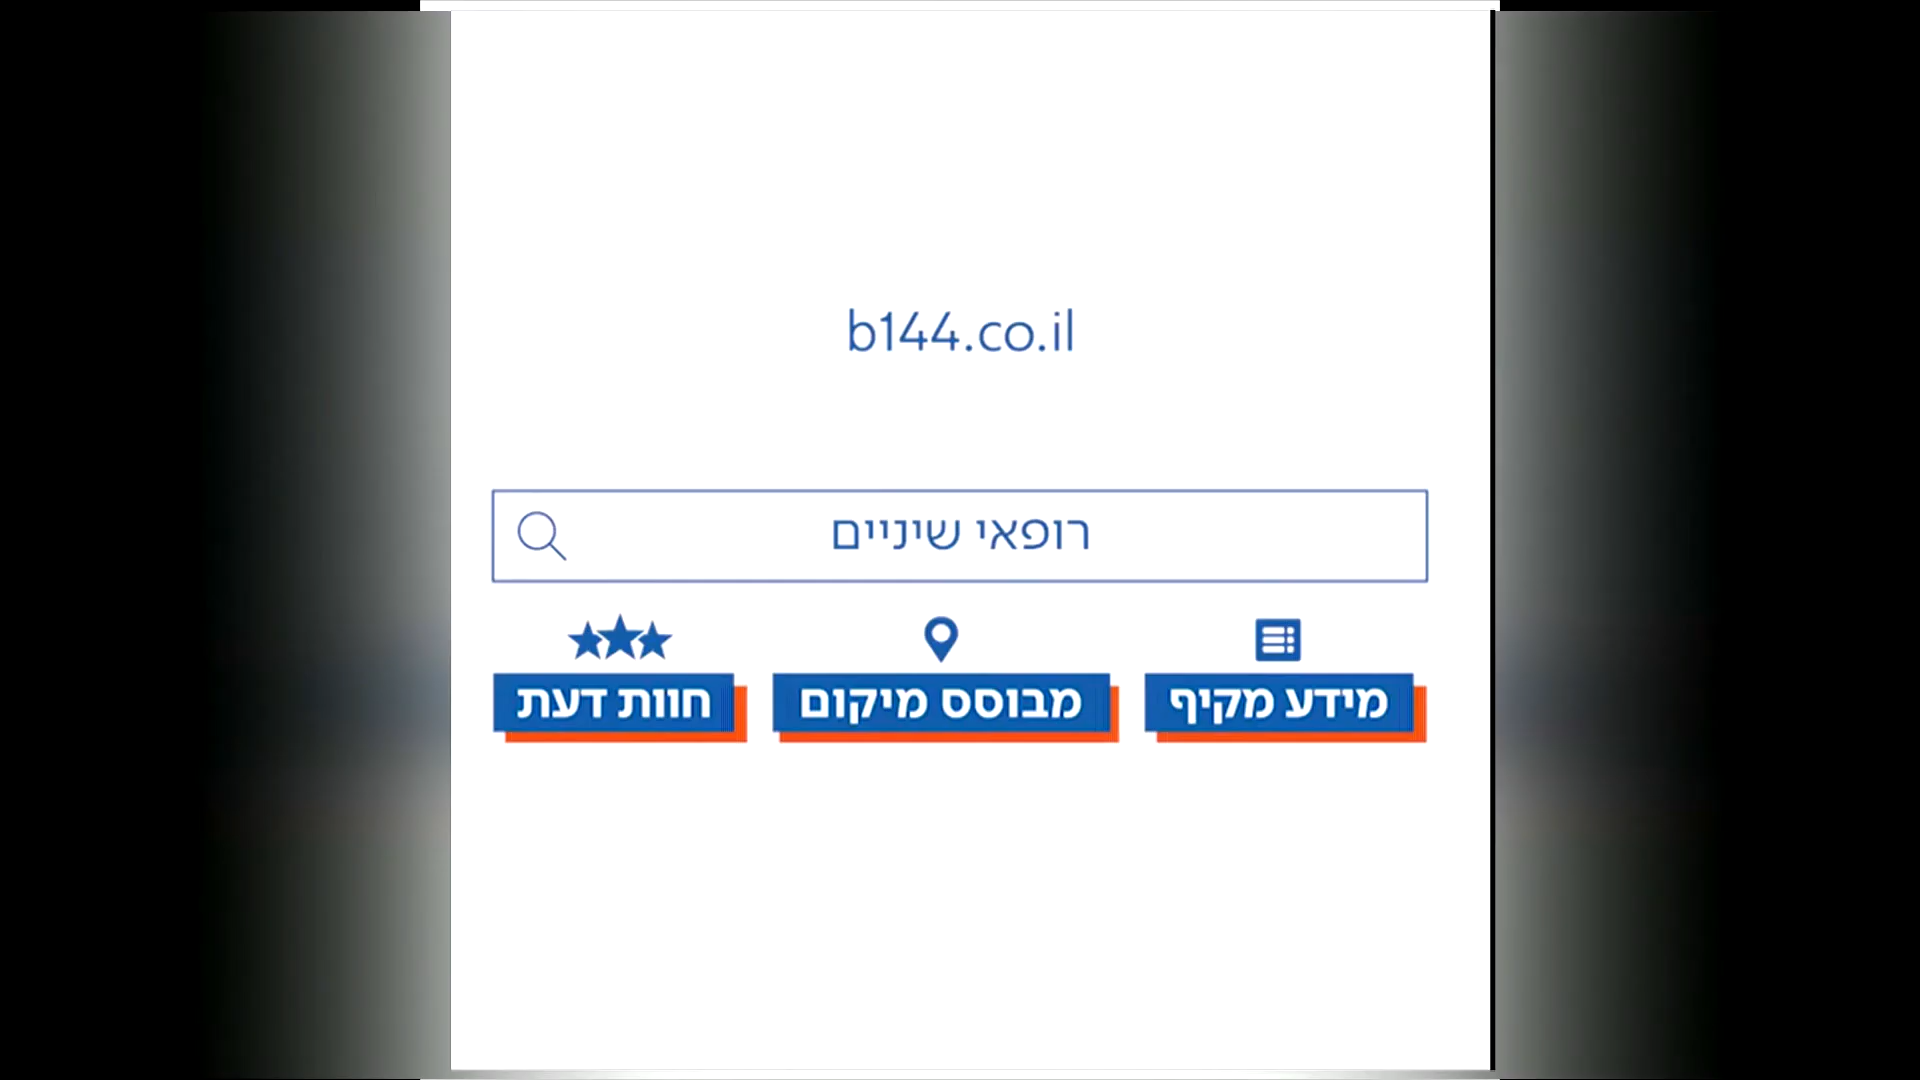 b144.co.il
רופאי שיניים
מידע מקיף
מבוסס מיקום
חוות דעת